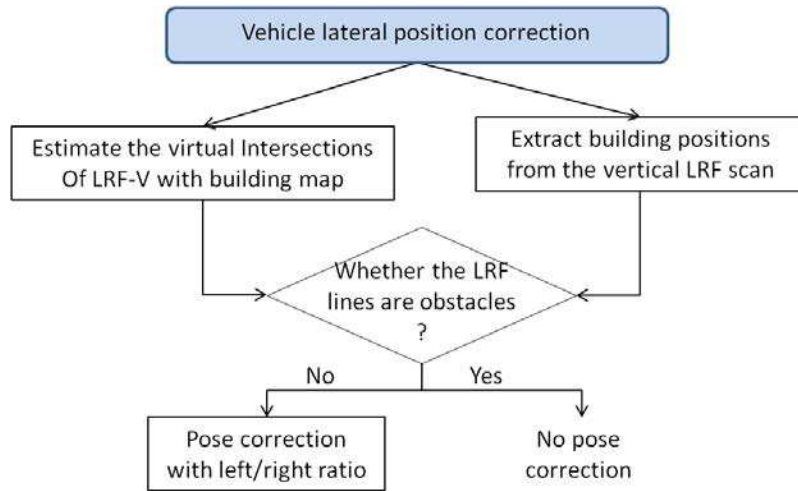 Vehicle lateral position correction
Estimate the virtual Intersections
Of LRF-V with building map
Extract building positions
from the vertical LRF scan
Whether the LRF
lines are obstacles
?
No
Yes
Pose correction
with left/right ratio
No pose
correction